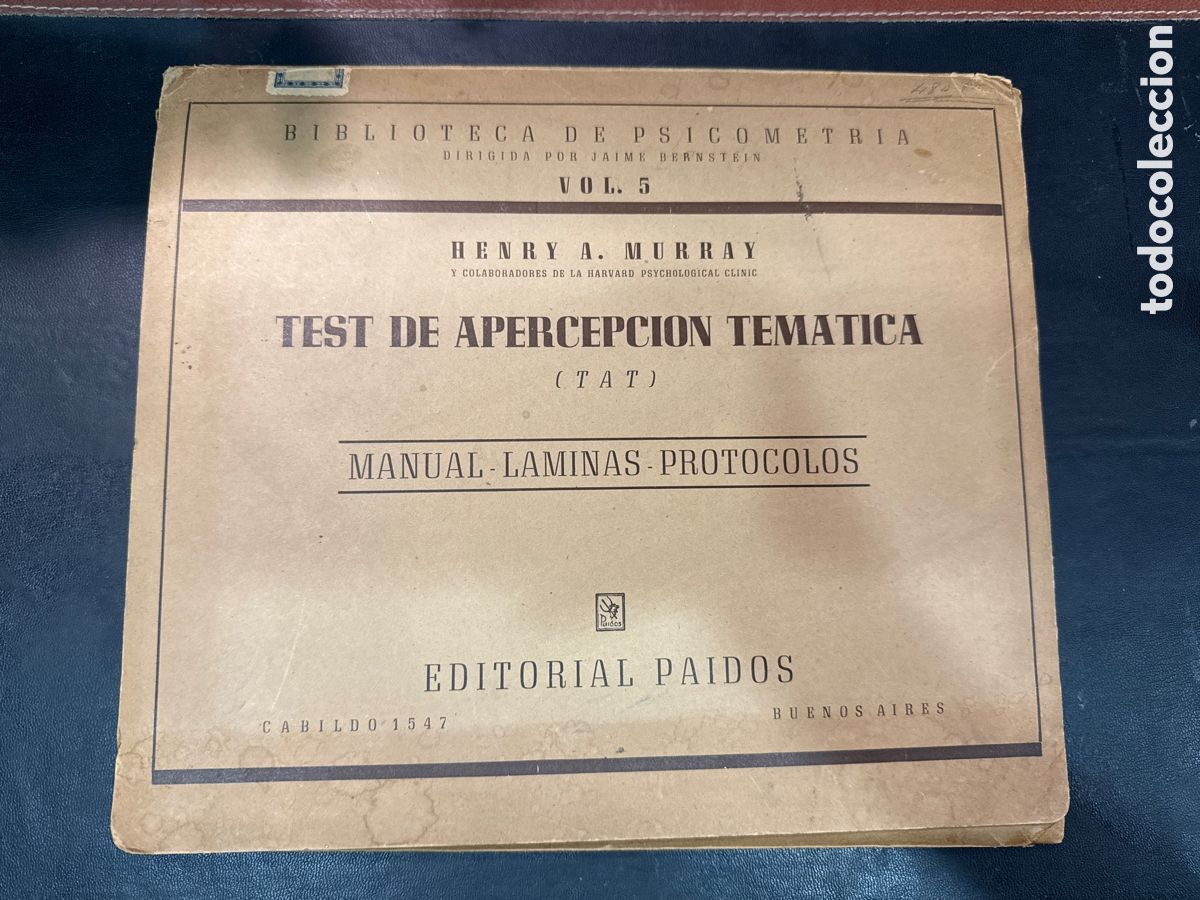 BIBLIOTECA DE PSICOMETRIA
DIRIGIDA POR JAIME BERNSTEIN
VOL. 5
HENRY A. MURRAY
Y COLABORADORES DE LA HARVARD PSYCHOLOGICAL CLINIC
TEST DE APERCEPCION TEMATICA
(TAT)
MANUAL - LAMINAS - PROTOCOLOS
Paidos
EDITORIAL PAIDOS
CABILDO 1547
BUENOS AIRES
todocoleccion